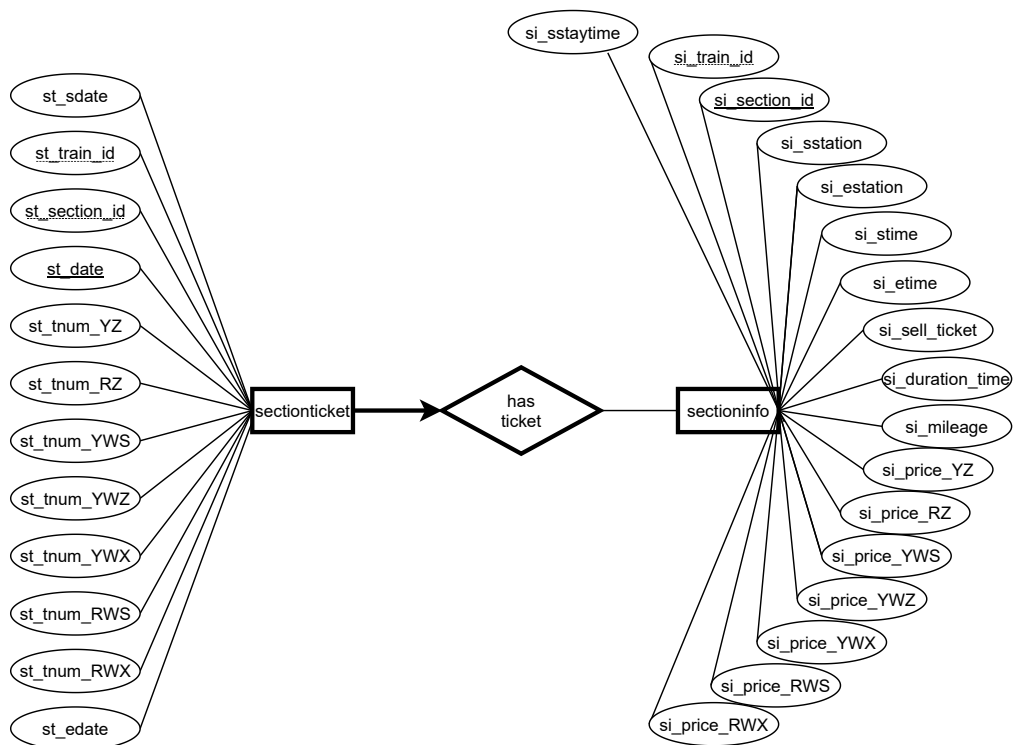 si_sstaytime
si_train_id
si_section_id
si_sstation
si_estation
si_stime
si_etime
si_sell_ticket
si_duration_time
si_mileage
si_price_YZ
si_price_RZ
si_price_YWS
si_price_YWZ
si_price_YWX
si_price_RWS
si_price_RWX
st_sdate
st_train_id
st_section_id
st_date
st_tnum_YZ
st_tnum_RZ
st_tnum_YWS
st_tnum_YWZ
st_tnum_YWX
st_tnum_RWS
st_tnum_RWX
st_edate
sectionticket
has
ticket
sectioninfo